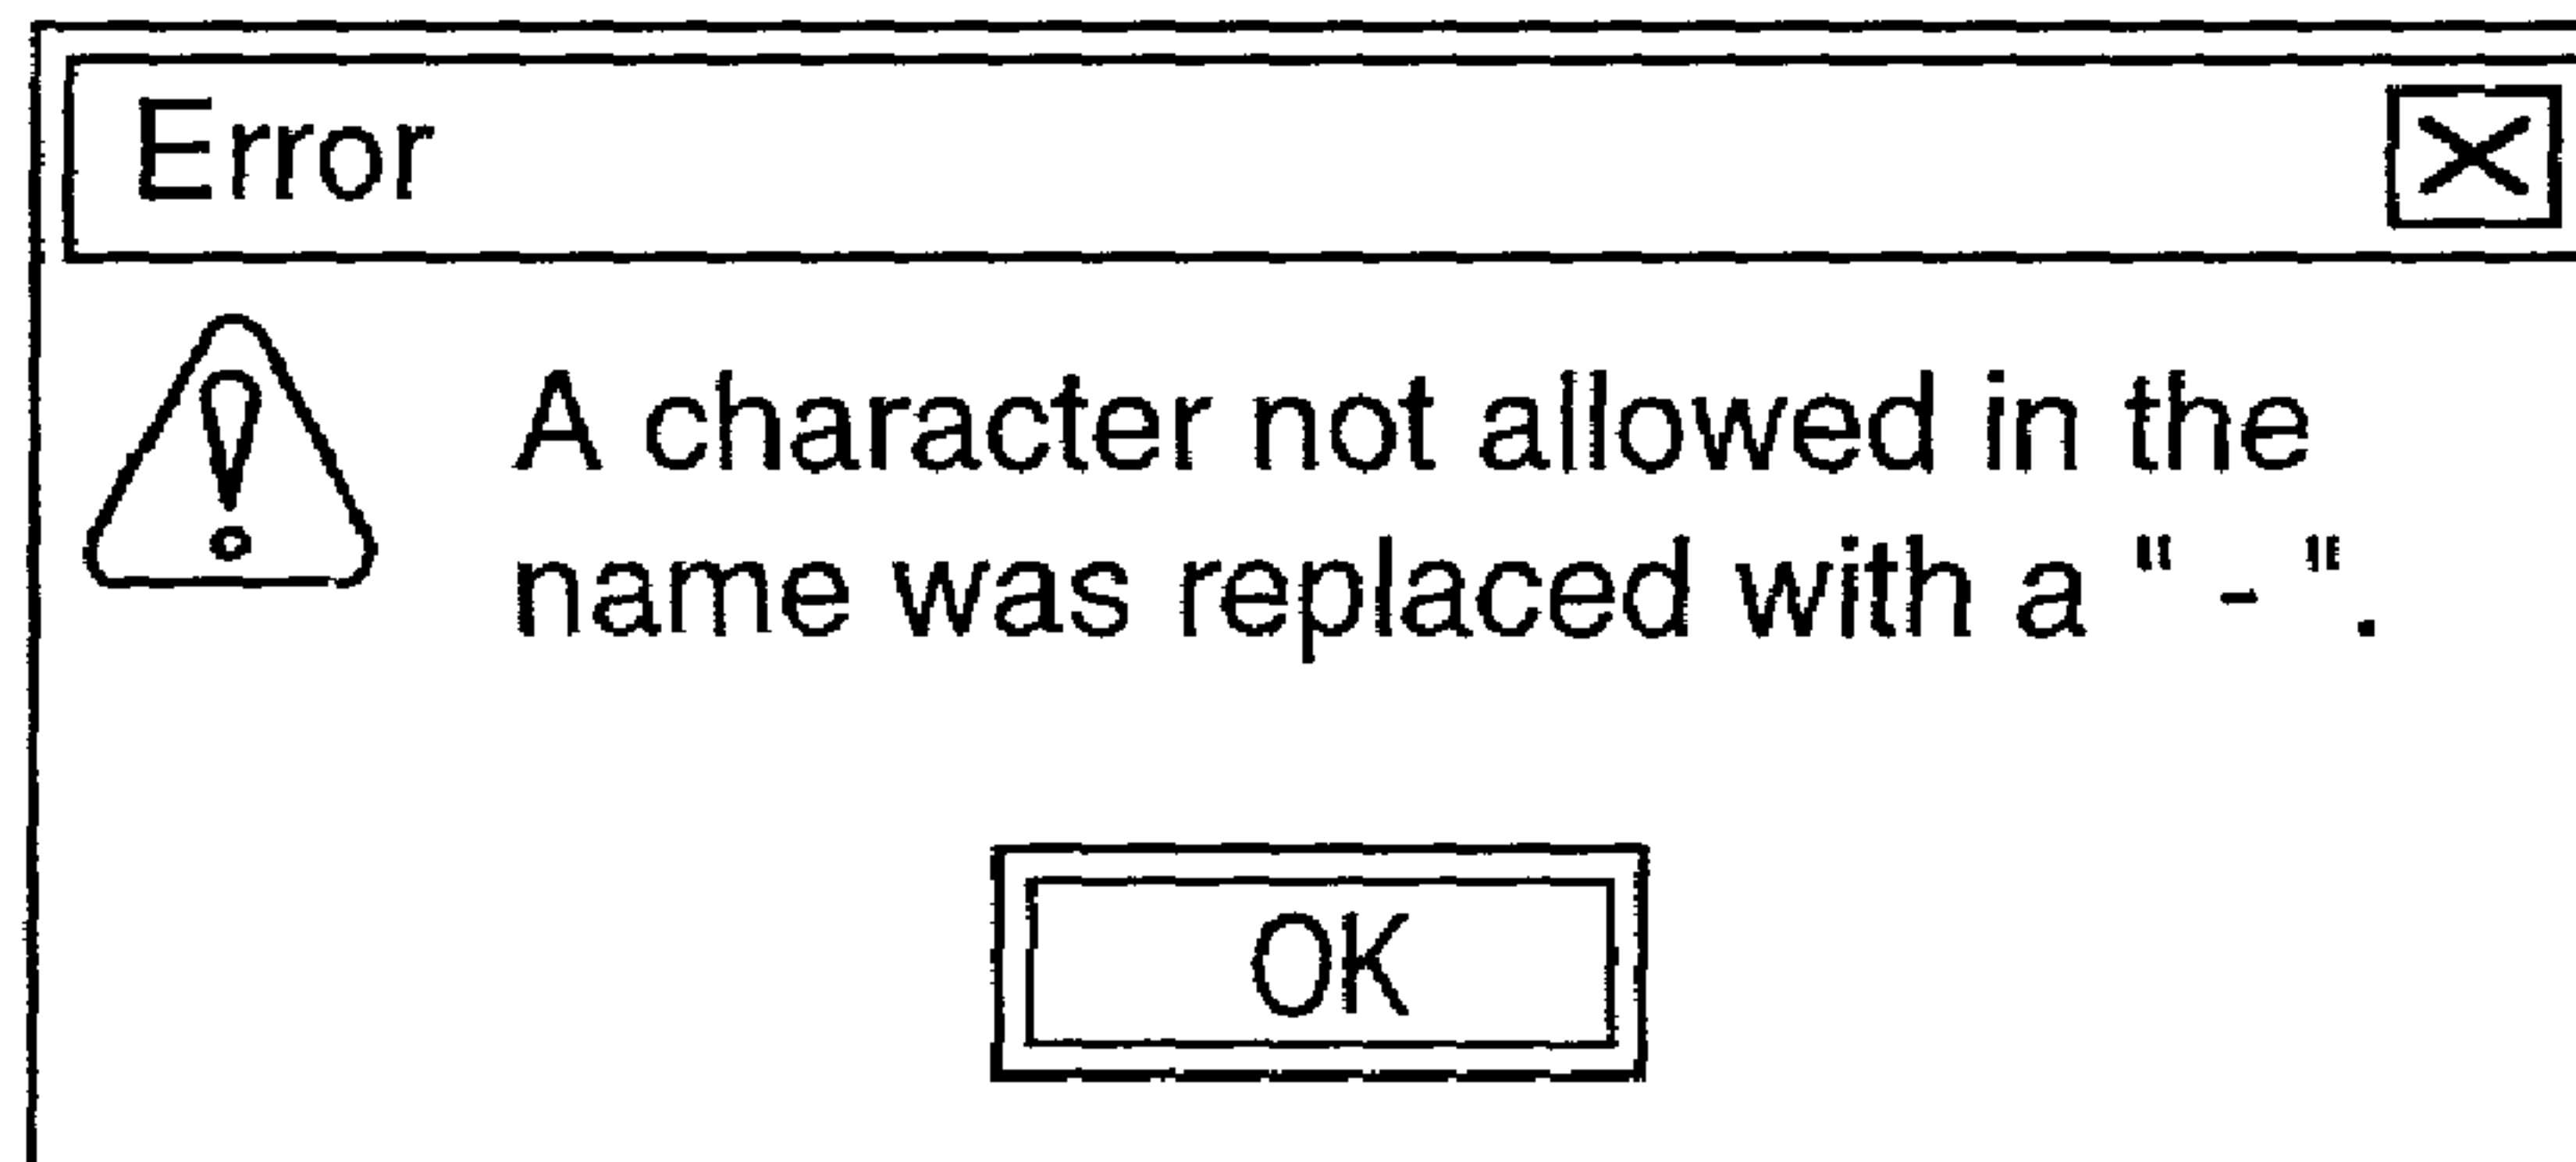 Error
A character not allowed in the
name was replaced with a " - ".
OK